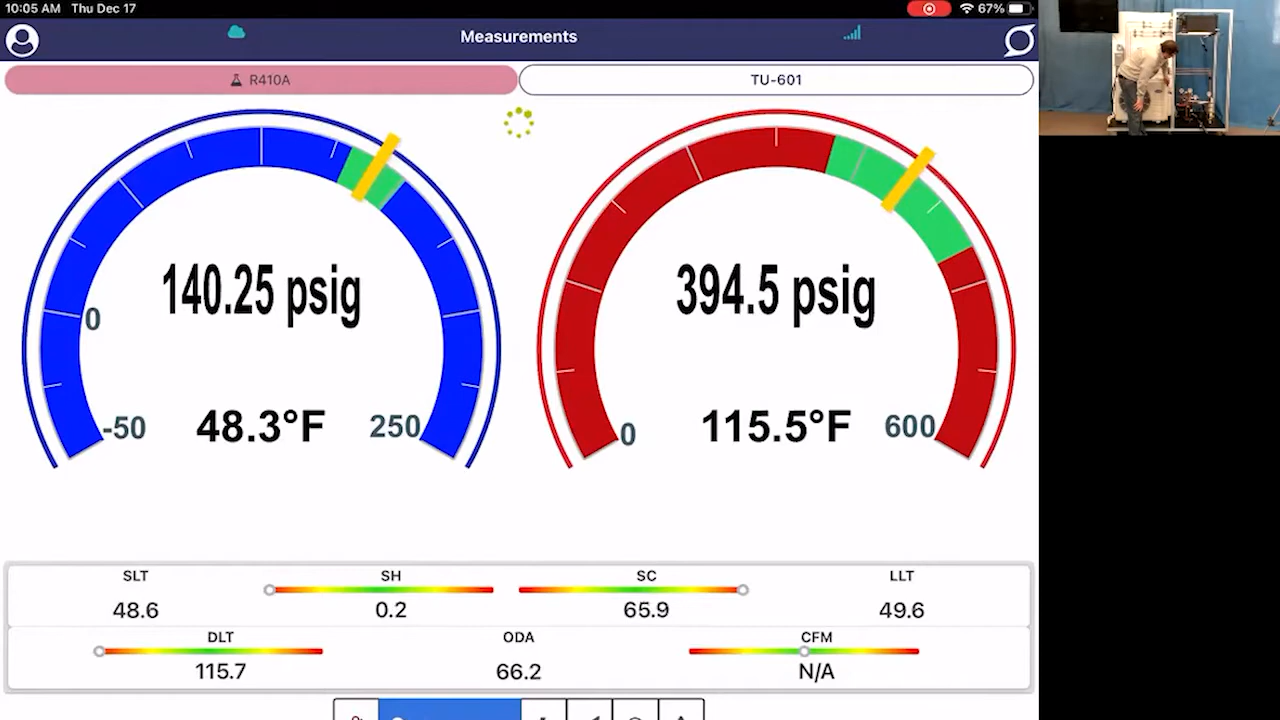 10:05 AM Thu Dec 17
67%
Measurements
R410A
TU-601
140.25 psig
394.5 psig
0
-50
48.3°F
250
0
115.5°F
600
SLT
SH
SC
LLT
48.6
0.2
65.9
49.6
DLT
ODA
CFM
115.7
66.2
N/A